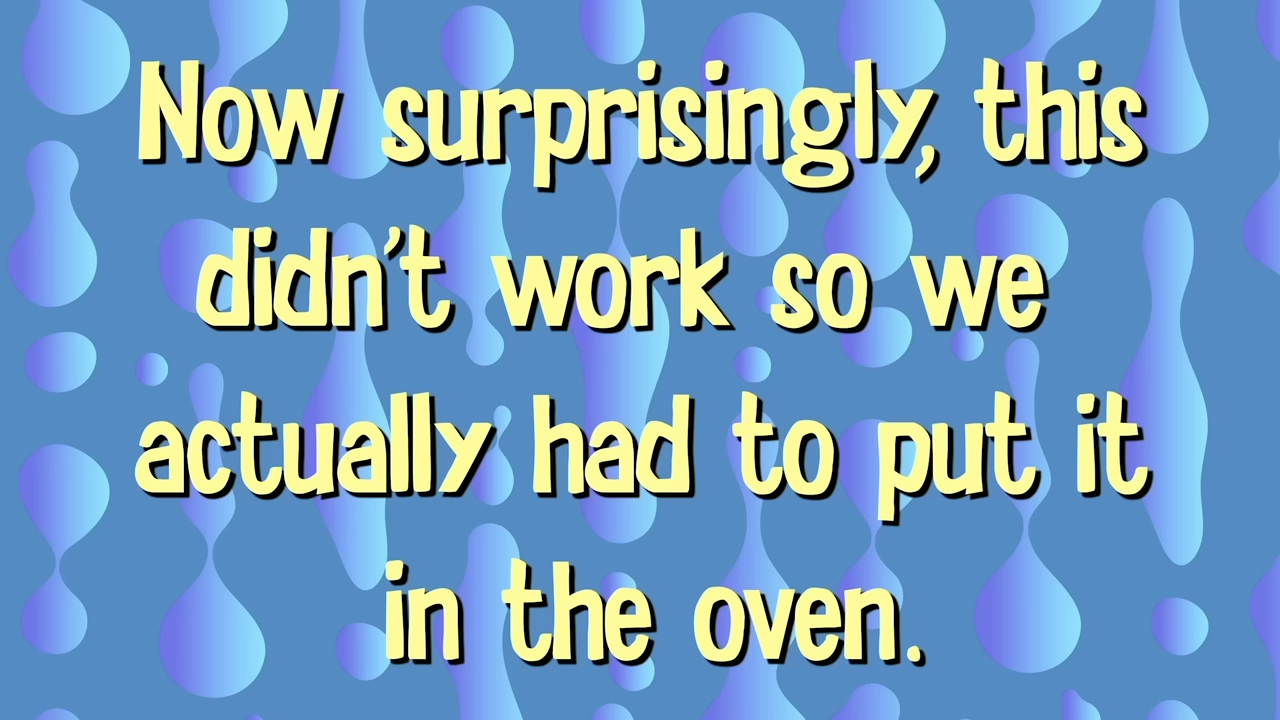 Now surprisingly, this
didn't work so we
actually had to put it
in the oven.